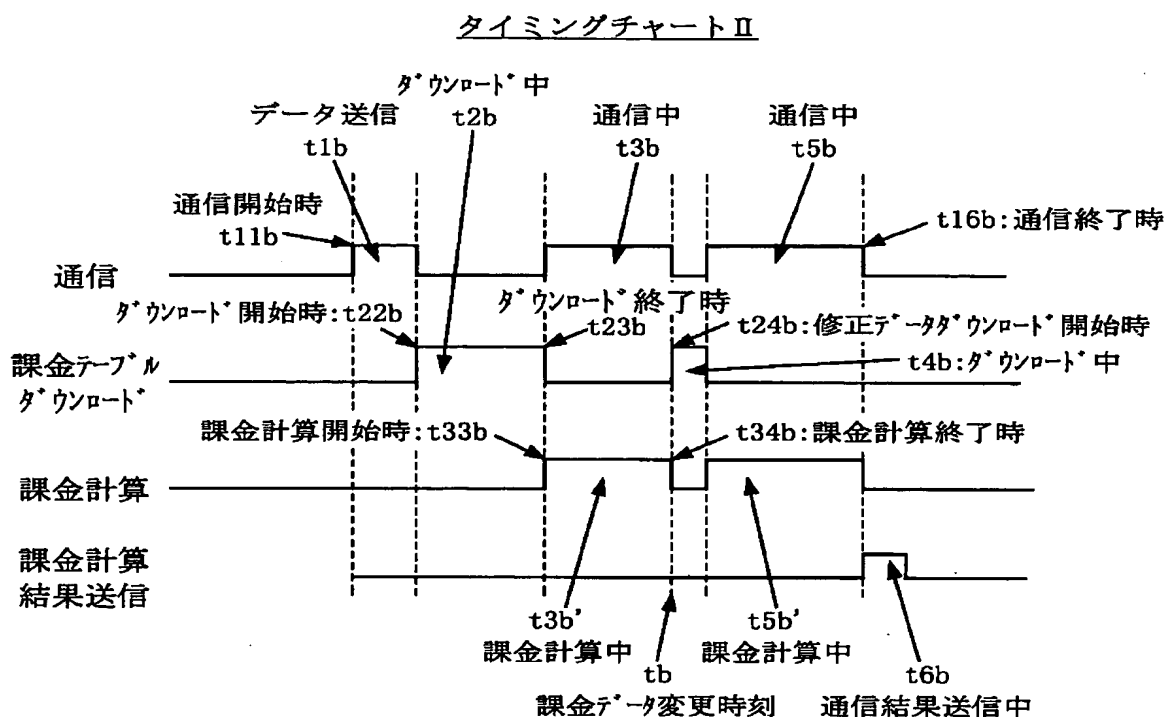 タイミングチャートⅡ
ダウンロード中
t2b
データ送信
t1b
通信中
t3b
通信中
t5b
通信開始時
t11b
t16b:通信終了時
通信
ダウンロード開始時:t22b
ダウンロード終了時
t23b
t24b:修正データダウンロード開始時
t4b:ダウンロード中
課金テーブル
ダウンロード
課金計算開始時:t33b
t34b:課金計算終了時
課金計算
課金計算
結果送信
t3b'
課金計算中
tb
課金データ変更時刻
t5b'
課金計算中
t6b
通信結果送信中